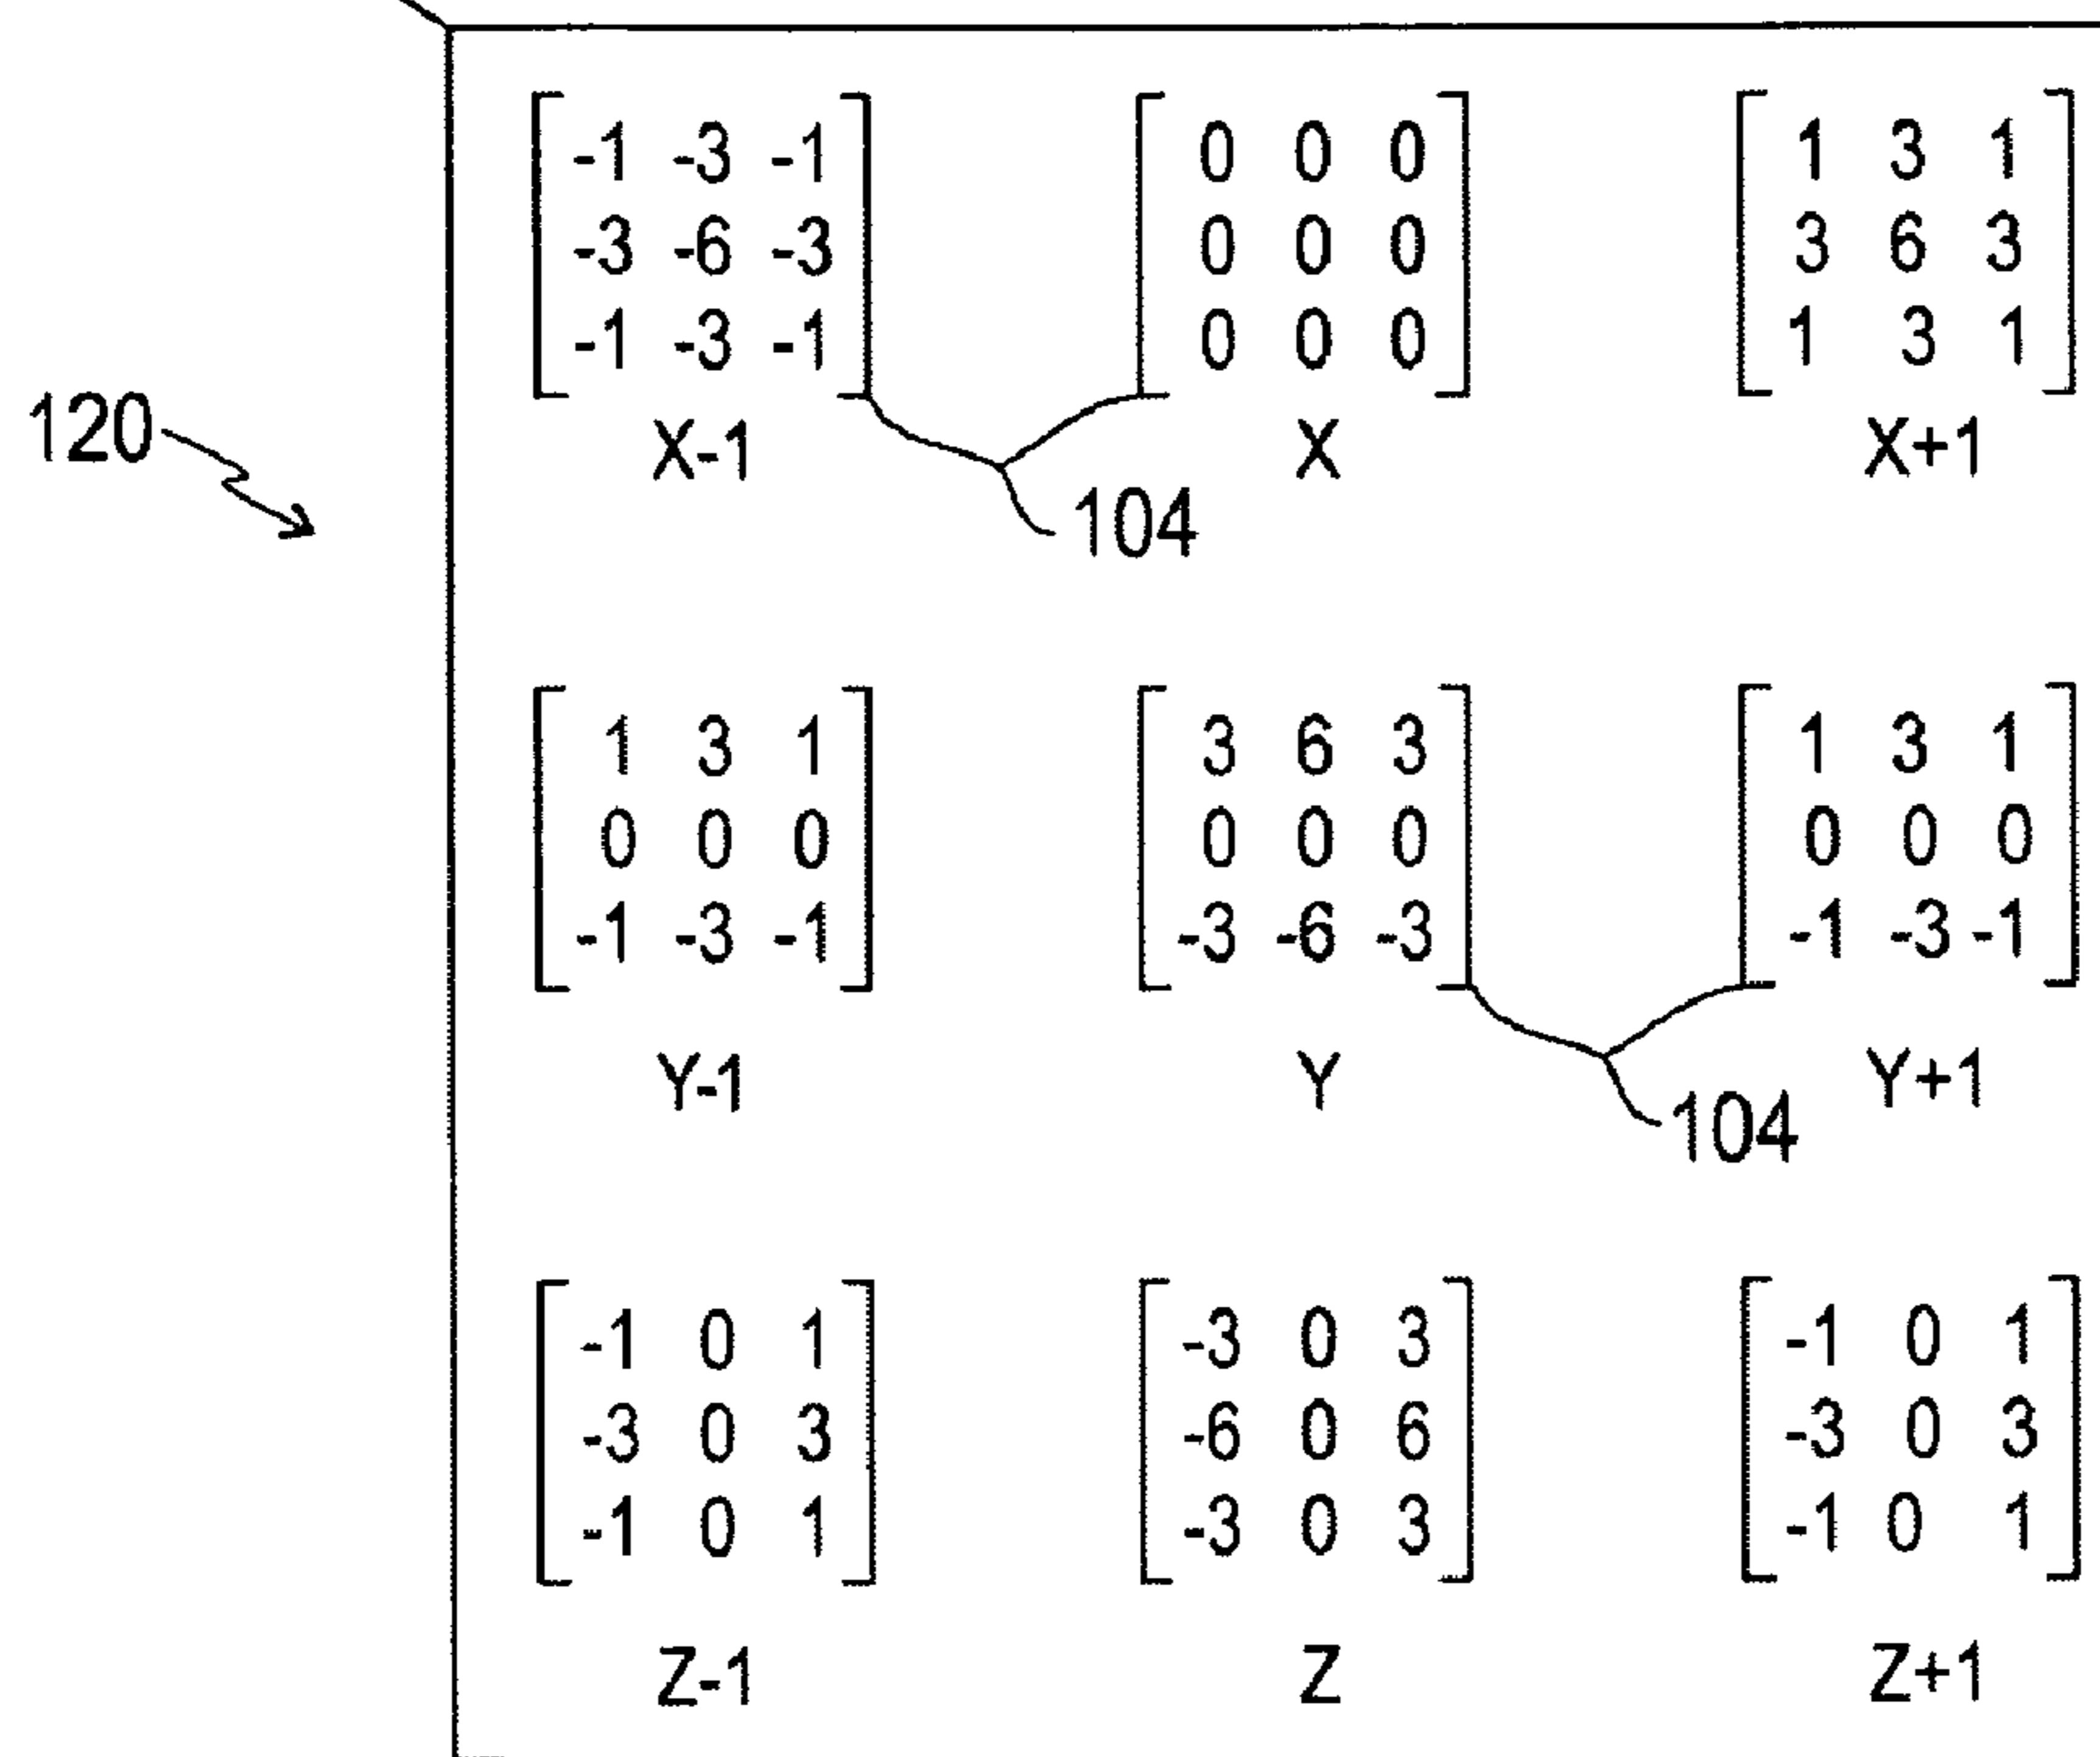 -1 -3 -1 0 0 0 1 3 1
-3 -6 -3 0 0 0 3 6 3
-1 -3 -1 0 0 0 1 3 1
120
X-1 X X+1
104
1 3 1 3 6 3 1 3 1
0 0 0 0 0 0 0 0 0
-1 -3 -1 -3 -6 -3 -1 -3 -1
Y-1 Y Y+1
104
-1 0 1 -3 0 3 -1 0 1
-3 0 3 -6 0 6 -3 0 3
-1 0 1 -3 0 3 -1 0 1
Z-1 Z Z+1